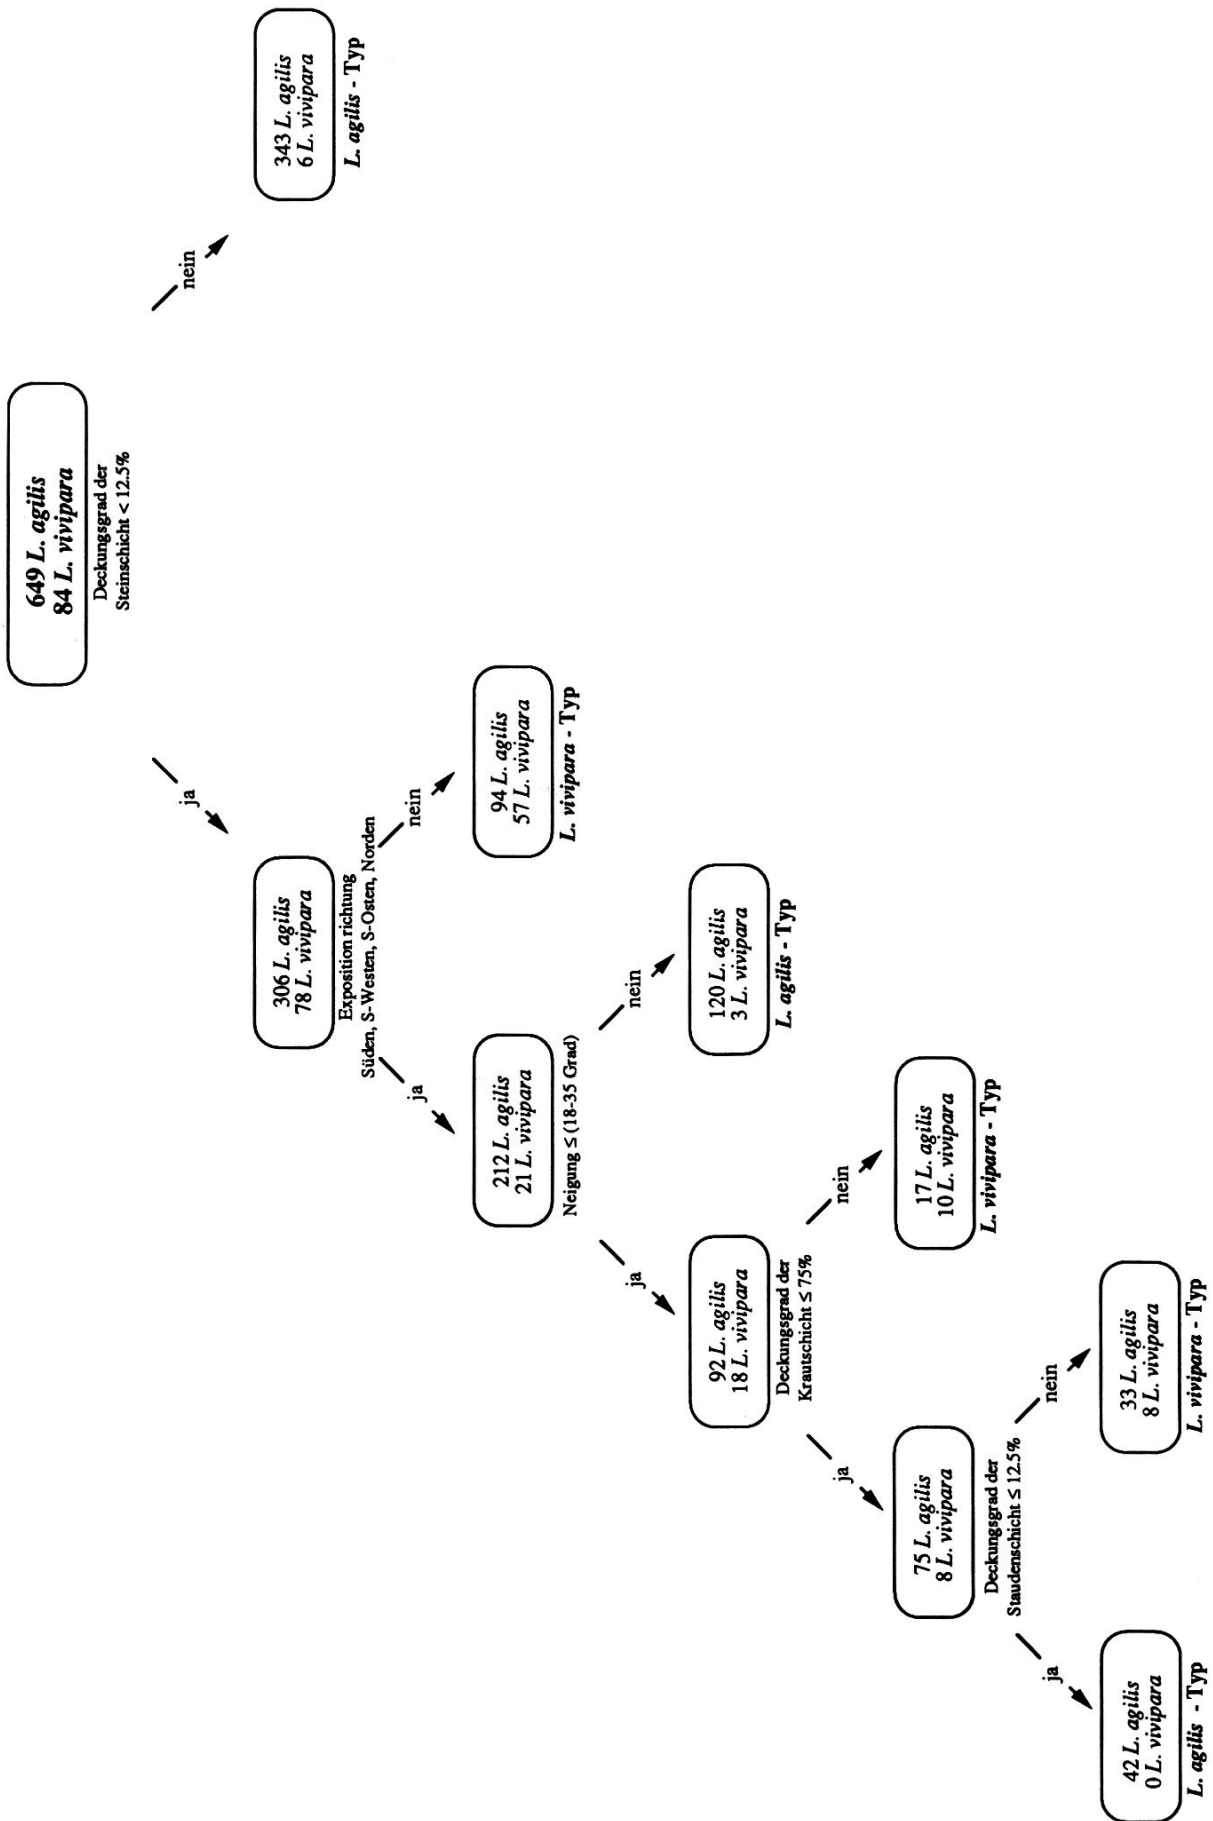 649 L. agilis
84 L. vivipara
Deckungsgrad der
Steinschicht < 12.5%
ja
nein
306 L. agilis
78 L. vivipara
Exposition richtung
Süden, S-Westen, S-Osten, Norden
343 L. agilis
6 L. vivipara
L. agilis - Typ
ja
nein
212 L. agilis
21 L. vivipara
Neigung ≤ (18-35 Grad)
94 L. agilis
57 L. vivipara
L. vivipara - Typ
ja
nein
92 L. agilis
18 L. vivipara
Deckungsgrad der
Krautschicht ≤ 75%
120 L. agilis
3 L. vivipara
L. agilis - Typ
ja
nein
75 L. agilis
8 L. vivipara
Deckungsgrad der
Staudenschicht ≤ 12.5%
17 L. agilis
10 L. vivipara
L. vivipara - Typ
ja
nein
42 L. agilis
0 L. vivipara
L. agilis - Typ
33 L. agilis
8 L. vivipara
L. vivipara - Typ